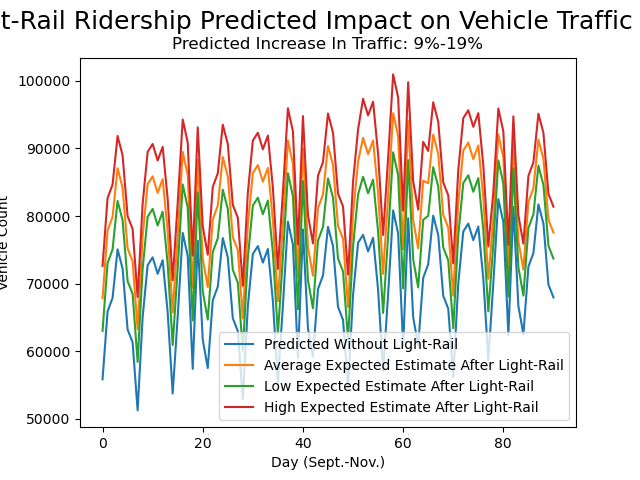 t-Rail Ridership Predicted Impact on Vehicle Traffic
Predicted Increase In Traffic: 9%-19%
100000
90000
80000
70000
60000
50000
Vehicle Count
0 20 40 60 80
Day (Sept.-Nov.)
Predicted Without Light-Rail
Average Expected Estimate After Light-Rail
Low Expected Estimate After Light-Rail
High Expected Estimate After Light-Rail